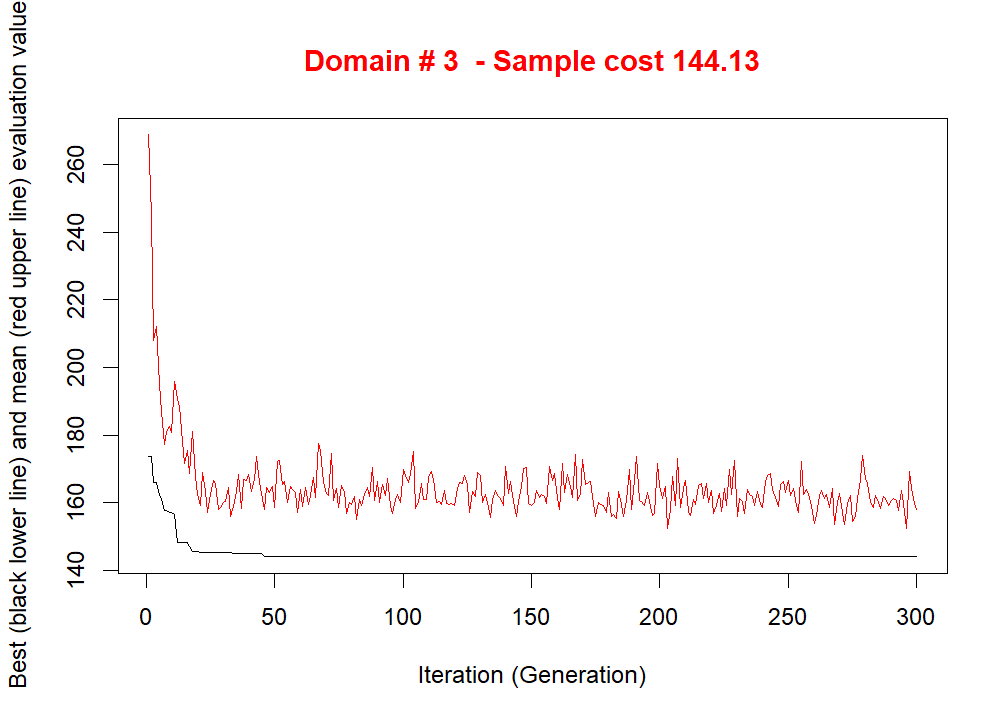 Domain # 3  - Sample cost 144.13
Best (black lower line) and mean (red upper line) evaluation value
260
240
220
200
180
160
140
0 50 100 150 200 250 300
Iteration (Generation)